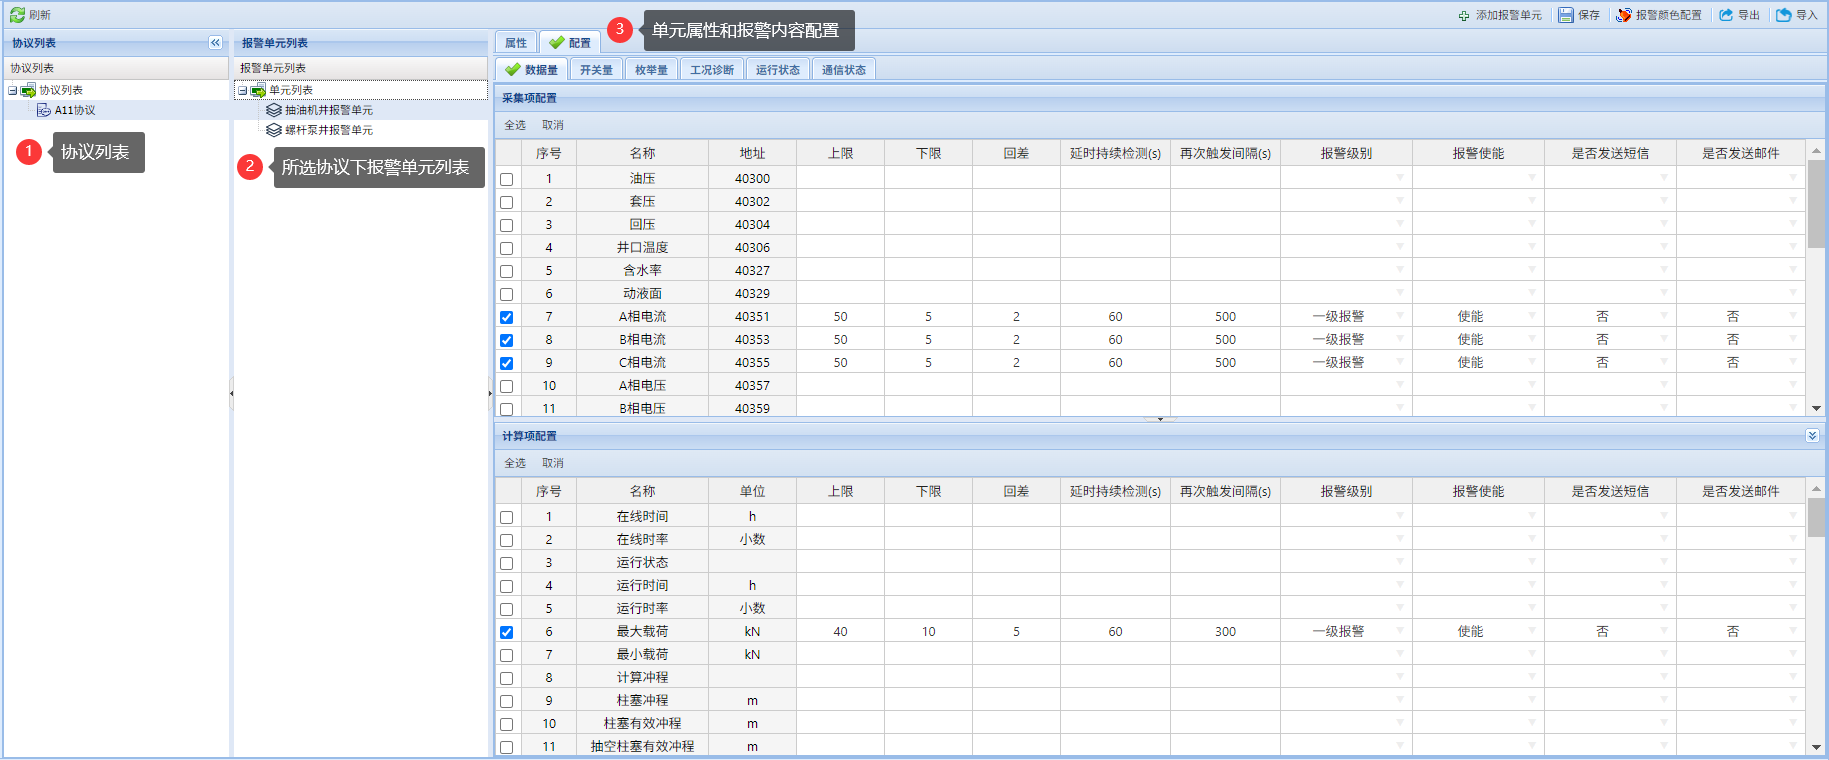 刷新
添加报警单元 保存 报警颜色配置 导出 导入
协议列表
协议列表
协议列表
A11协议
1 协议列表
报警单元列表
报警单元列表
单元列表
抽油机井报警单元
螺杆泵井报警单元
2 所选协议下报警单元列表
属性 配置
3 单元属性和报警内容配置
数据量 开关量 枚举量 工况诊断 运行状态 通信状态
采集项配置
全选 取消
序号 名称 地址 上限 下限 回差 延时持续检测(s) 再次触发间隔(s) 报警级别 报警使能 是否发送短信 是否发送邮件
1 油压 40300
2 套压 40302
3 回压 40304
4 井口温度 40306
5 含水率 40327
6 动液面 40329
7 A相电流 40351 50 5 2 60 500 一级报警 使能 否 否
8 B相电流 40353 50 5 2 60 500 一级报警 使能 否 否
9 C相电流 40355 50 5 2 60 500 一级报警 使能 否 否
10 A相电压 40357
11 B相电压 40359
计算项配置
全选 取消
序号 名称 单位 上限 下限 回差 延时持续检测(s) 再次触发间隔(s) 报警级别 报警使能 是否发送短信 是否发送邮件
1 在线时间 h
2 在线时率 小数
3 运行状态
4 运行时间 h
5 运行时率 小数
6 最大载荷 kN 40 10 5 60 300 一级报警 使能 否 否
7 最小载荷 kN
8 计算冲程
9 柱塞冲程 m
10 柱塞有效冲程 m
11 抽空柱塞有效冲程 m